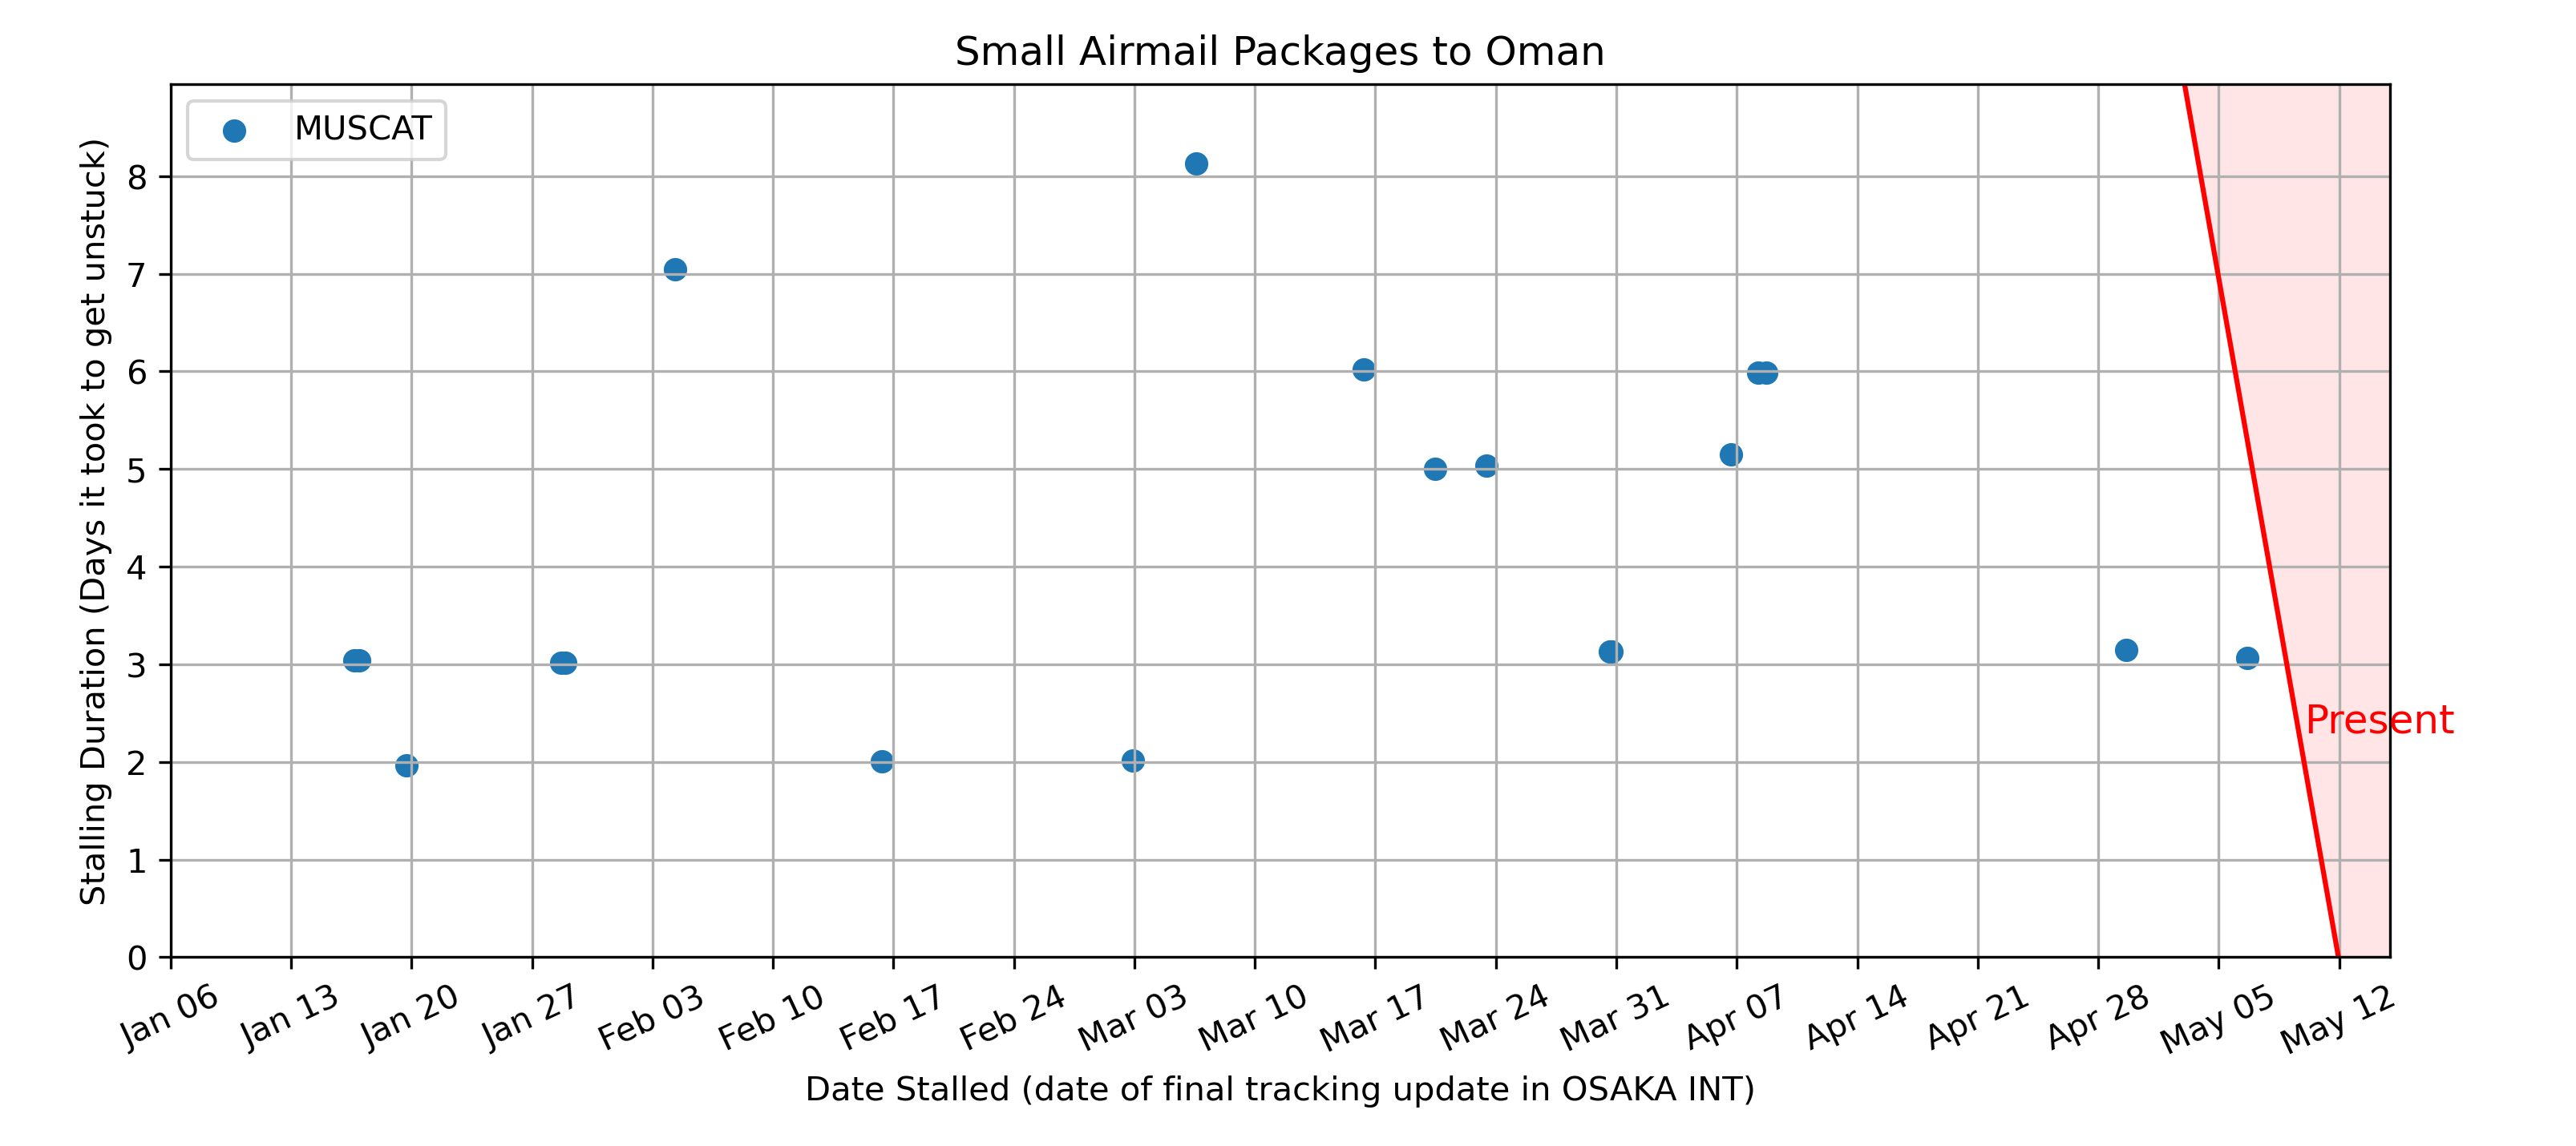 Small Airmail Packages to Oman
MUSCAT
Stalling Duration (Days it took to get unstuck)
8
7
6
5
4
3
2
1
0
Present
Jan 06
Jan 13
Jan 20
Jan 27
Feb 03
Feb 10
Feb 17
Feb 24
Mar 03
Mar 10
Mar 17
Mar 24
Mar 31
Apr 07
Apr 14
Apr 21
Apr 28
May 05
May 12
Date Stalled (date of final tracking update in OSAKA INT)